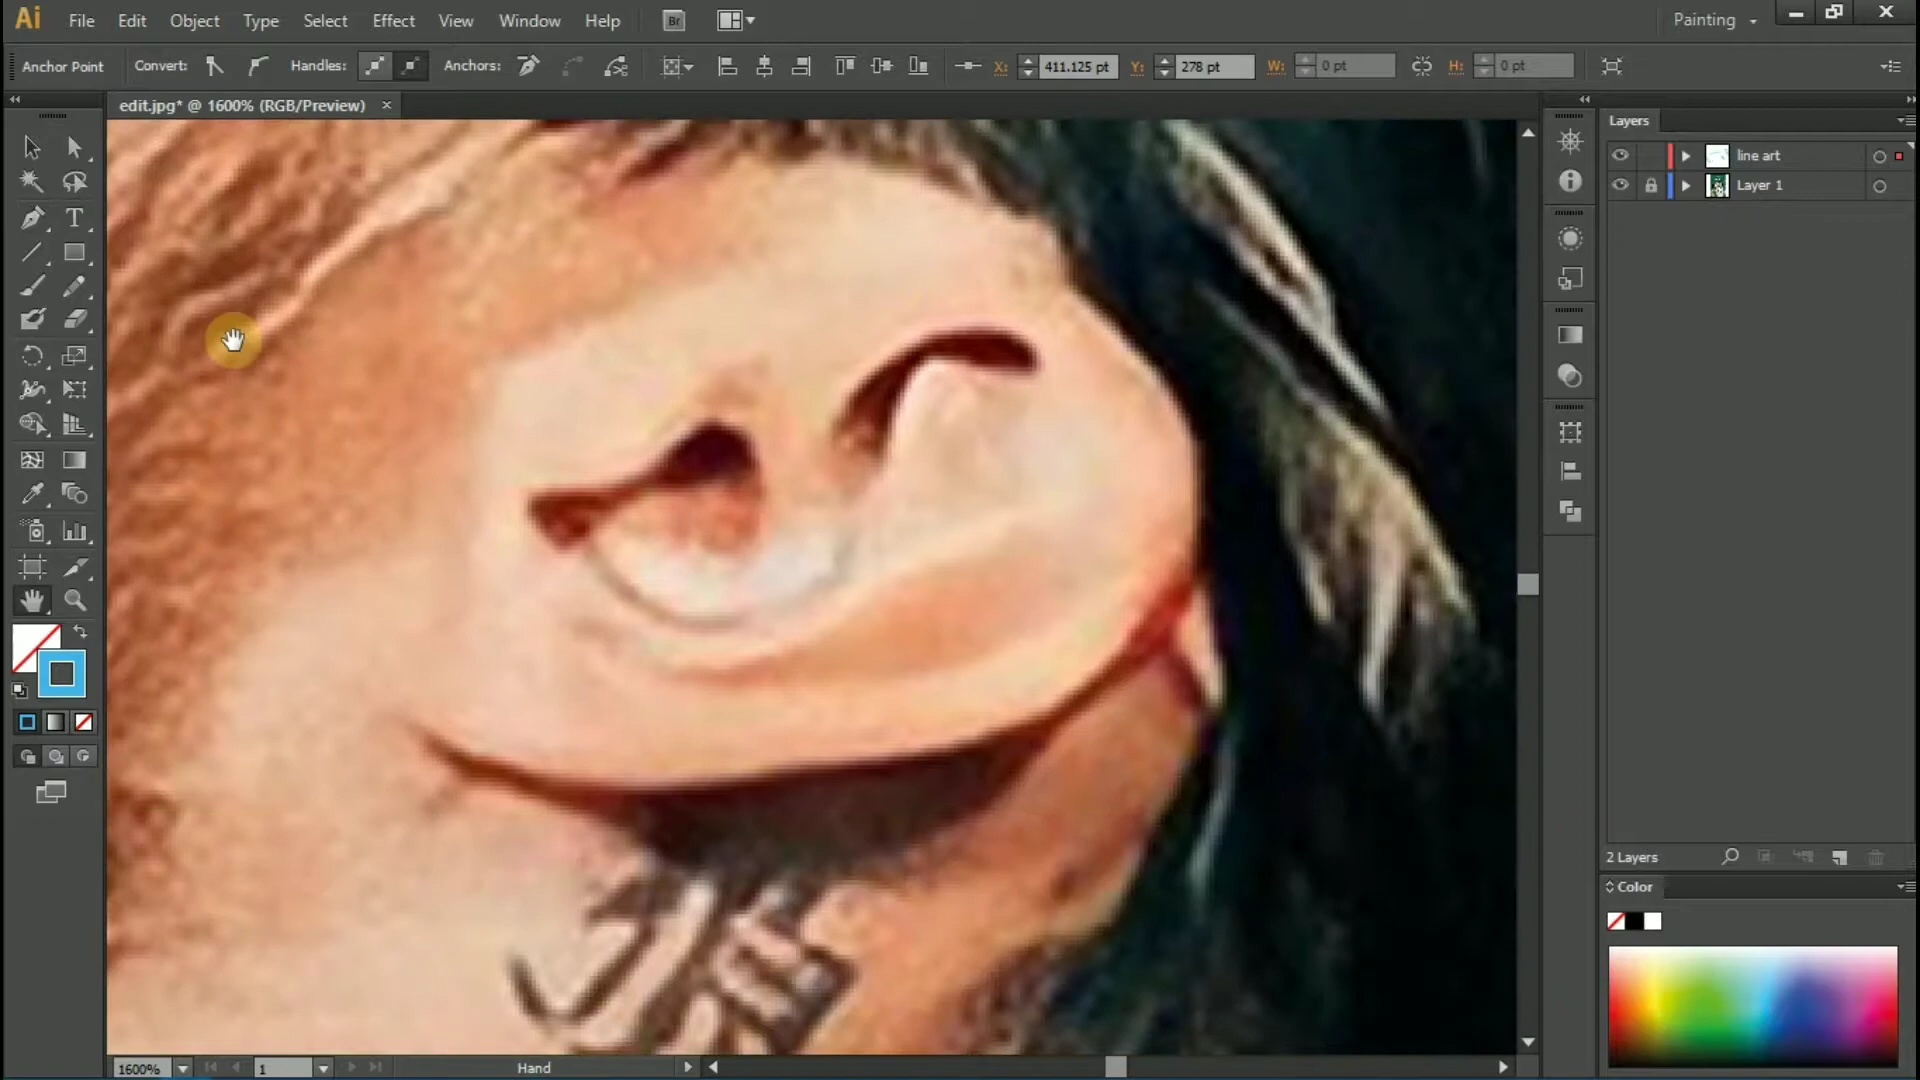 Ai File Edit Object Type Select Effect View Window Help Br Painting
Anchor Point Convert: Handles: Anchors: X: 411.125 pt Y: 278 pt W: 0 pt H: 0 pt
edit.jpg* @ 1600% (RGB/Preview)
Layers
line art
Layer 1
2 Layers
Color
1600% 1 Hand